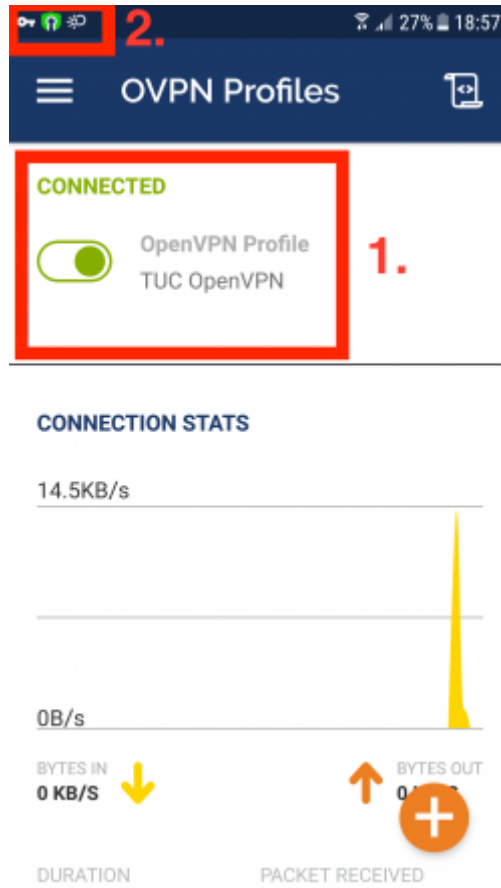 2.
27% 18:57
OVPN Profiles
CONNECTED
OpenVPN Profile
TUC OpenVPN
1.
CONNECTION STATS
14.5KB/s
0B/s
BYTES IN
0 KB/S
BYTES OUT
0
DURATION
PACKET RECEIVED